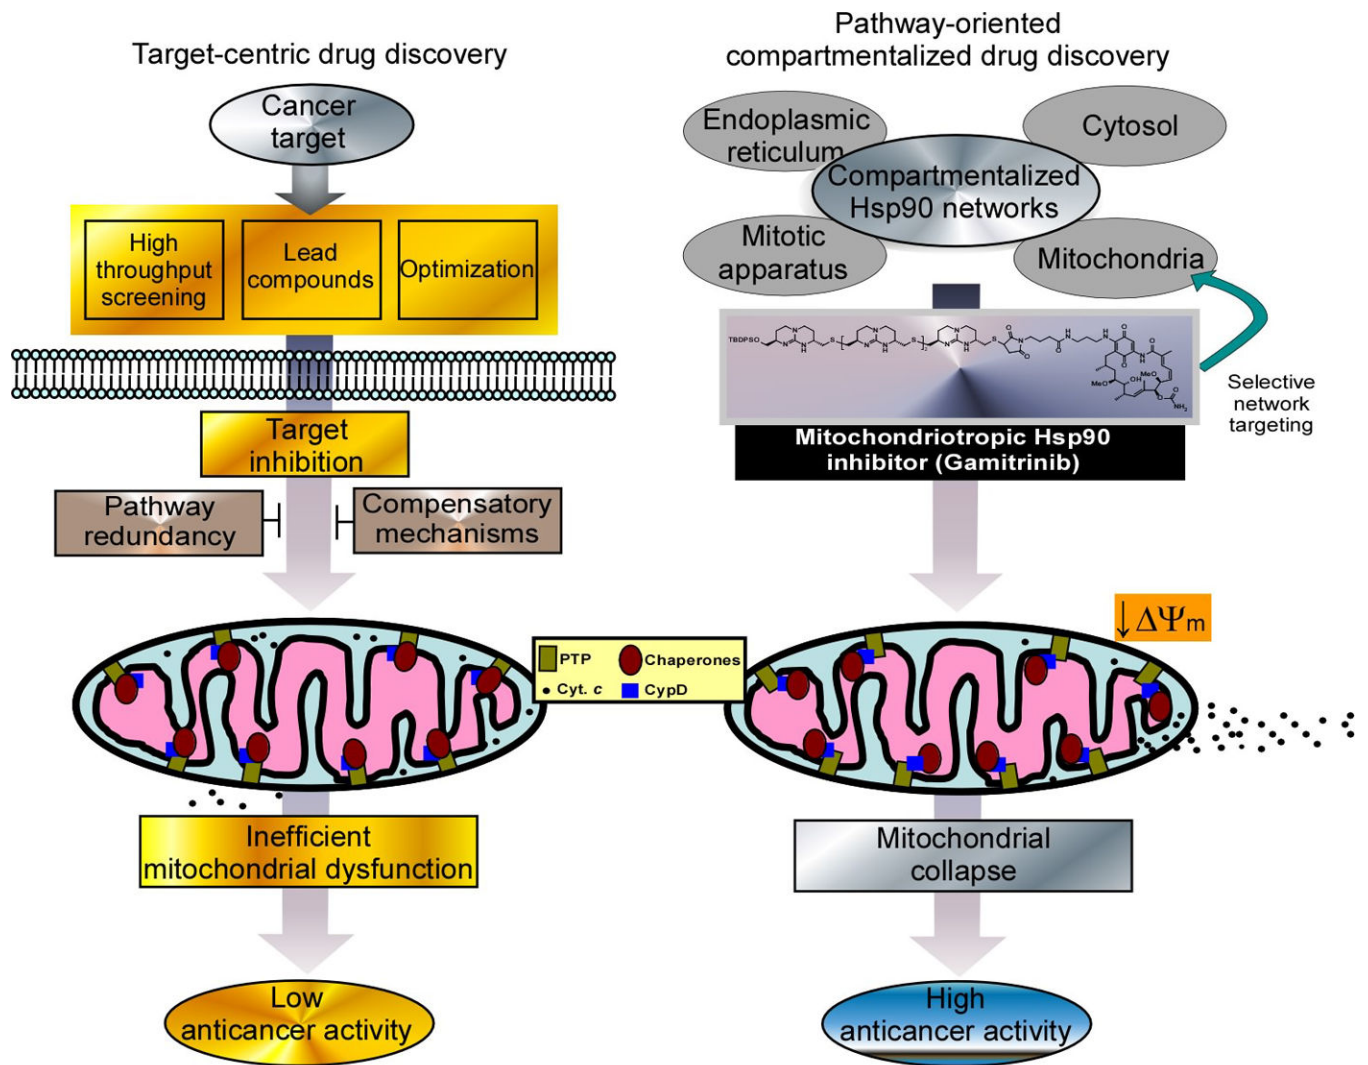 Target-centric drug discovery
Cancer
target
High
throughput
screening
Lead
compounds
Optimization
Target
inhibition
Pathway
redundancy
Compensatory
mechanisms
Inefficient
mitochondrial dysfunction
Low
anticancer activity
Pathway-oriented
compartmentalized drug discovery
Endoplasmic
reticulum
Cytosol
Compartmentalized
Hsp90 networks
Mitotic
apparatus
Mitochondria
TBDPSO
Selective
network
targeting
Mitochondriotropic Hsp90
inhibitor (Gamitrinib)
↓ΔΨm
PTP
Chaperones
Cyt. c
CypD
Mitochondrial
collapse
High
anticancer activity